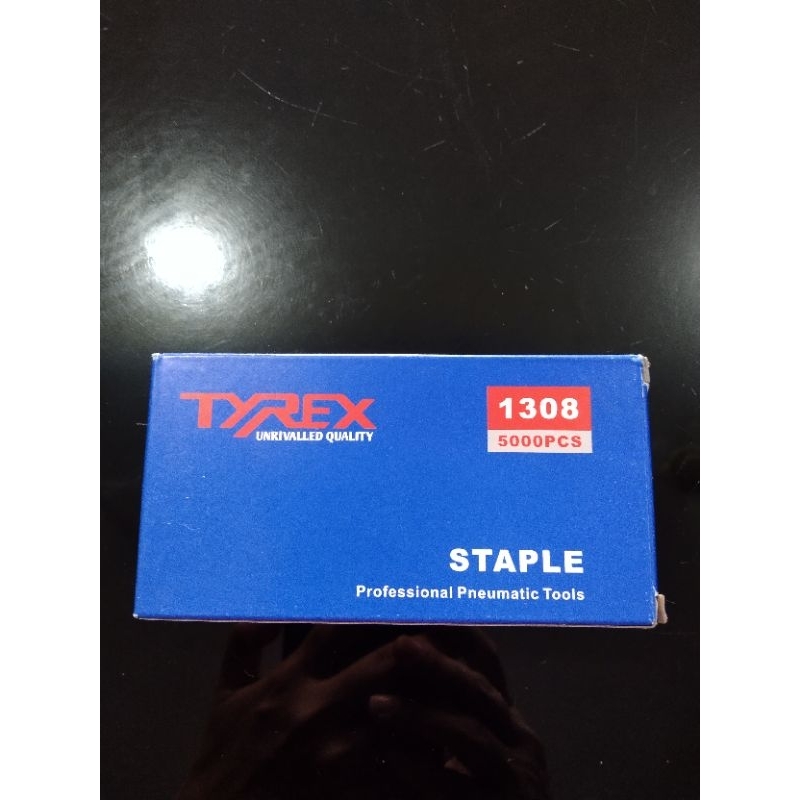 TYREX
UNRIVALLED QUALITY
1308
5000PCS
STAPLE
Professional Pneumatic Tools